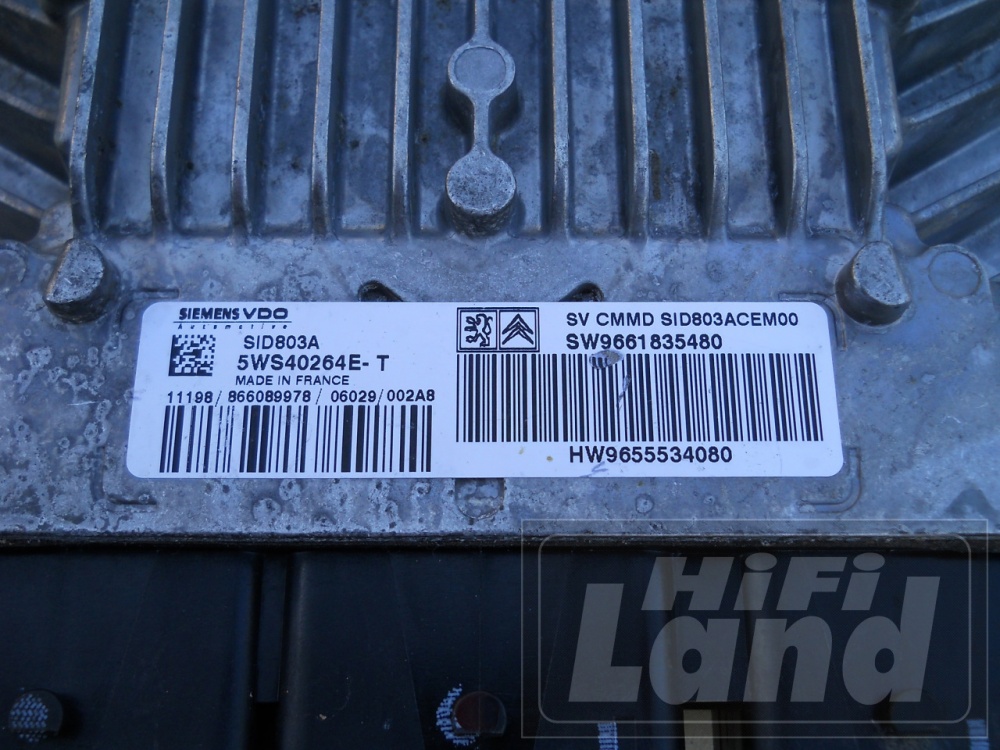 SIEMENS VDO
Automotive
SID803A
5WS40264E-T
MADE IN FRANCE
11198/866089978/06029/002A8
SV CMMD SID803ACEM00
SW9661835480
HW9655534080
HiFi
Land